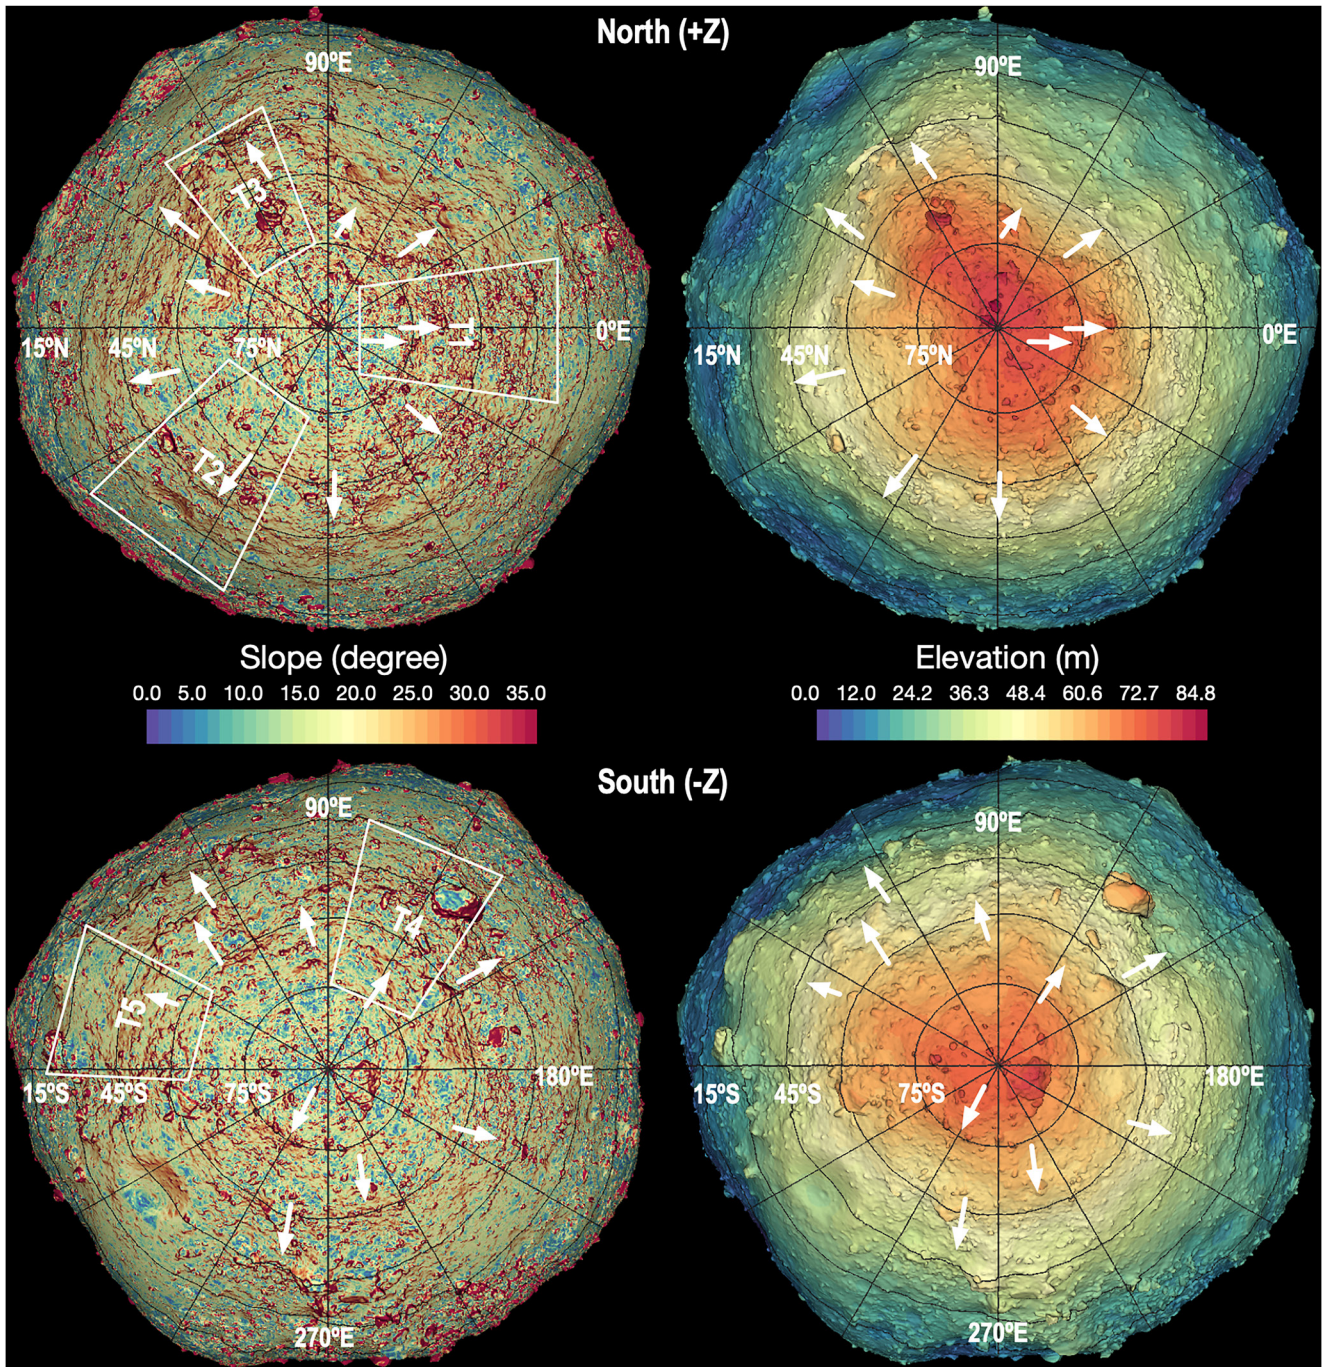 North (+Z)
90ºE
90ºE
T3
T1
0ºE
0ºE
15ºN 45ºN 75ºN
15ºN 45ºN 75ºN
T2
Slope (degree)
Elevation (m)
0.0 5.0 10.0 15.0 20.0 25.0 30.0 35.0
0.0 12.0 24.2 36.3 48.4 60.6 72.7 84.8
South (-Z)
90ºE
90ºE
T4
T5
15ºS 45ºS 75ºS 180ºE
15ºS 45ºS 75ºS 180ºE
270ºE
270ºE